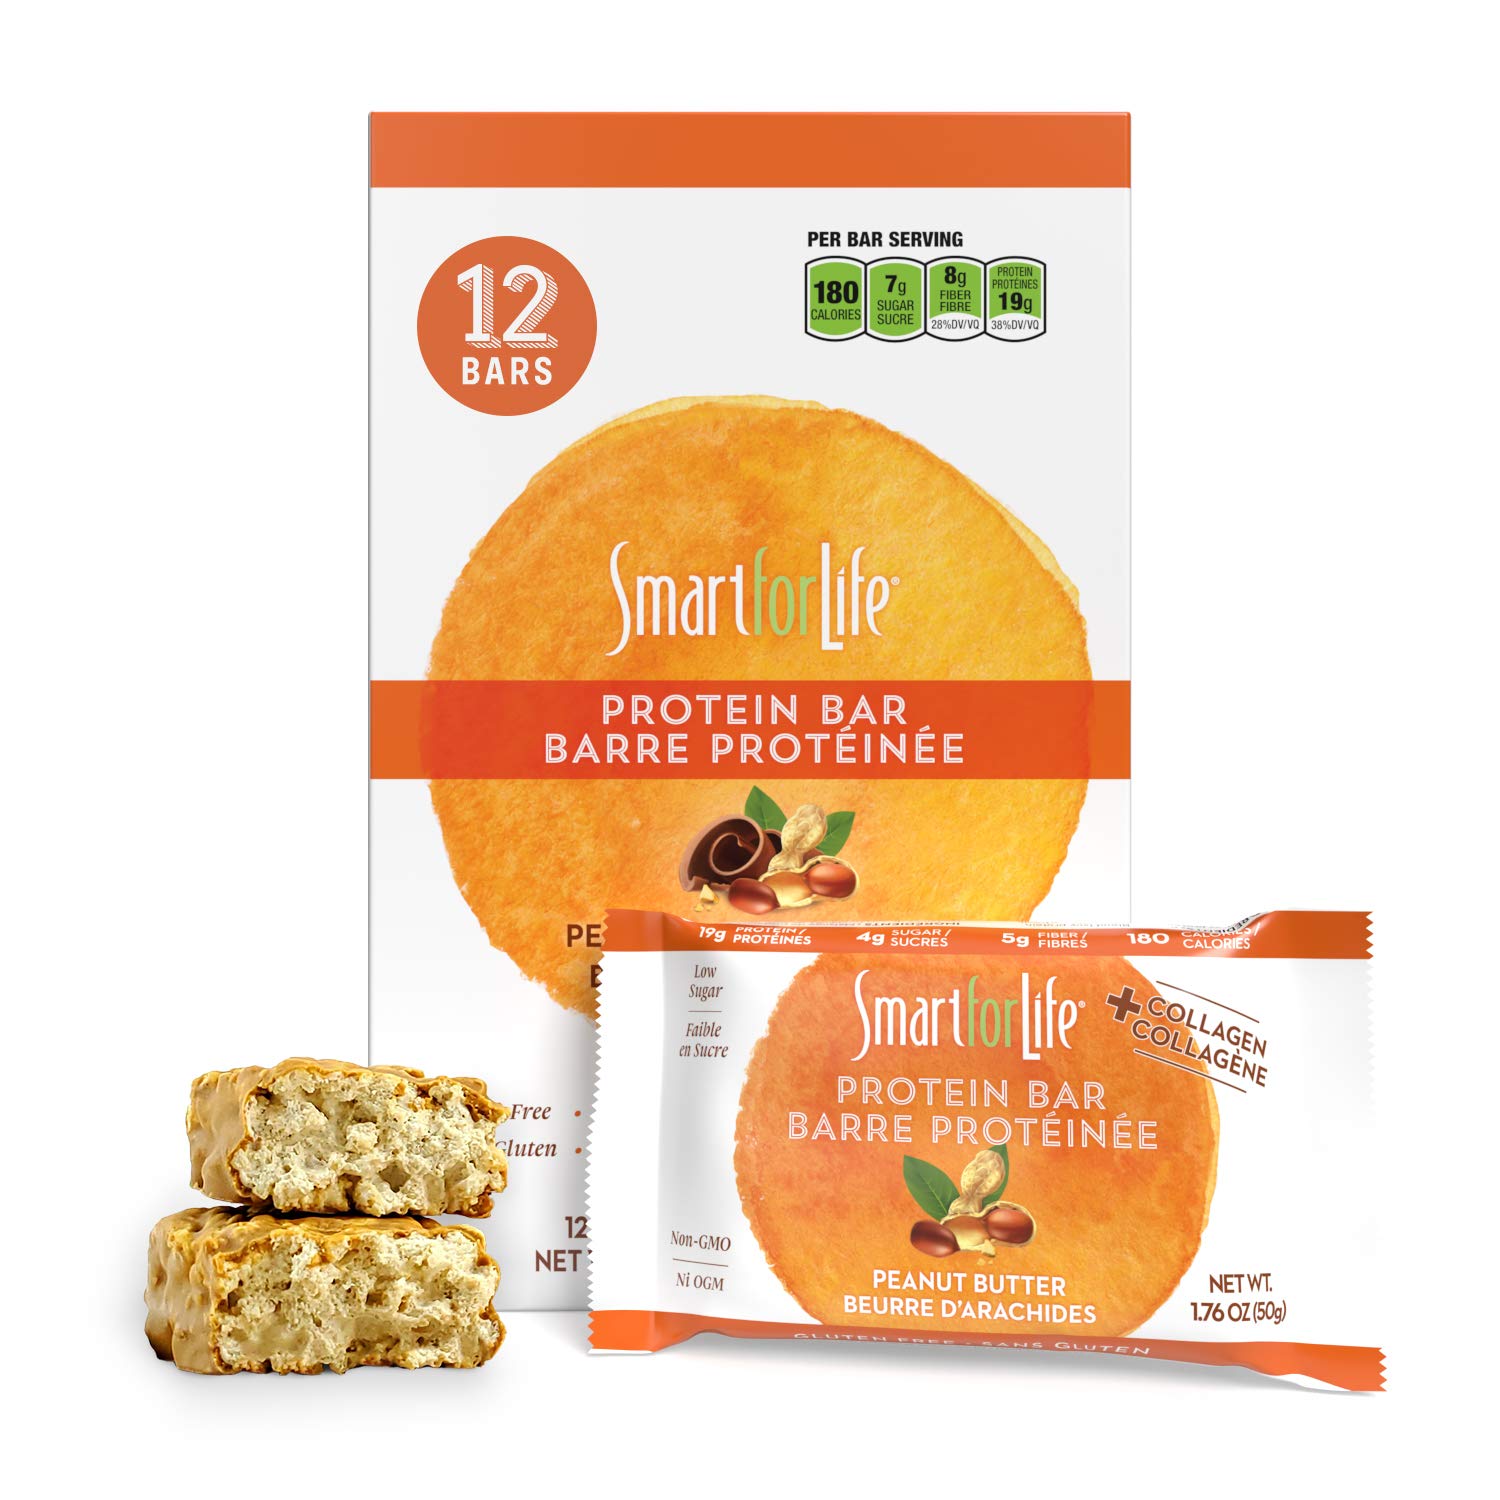 12
BARS
PER BAR SERVING
180
CALORIES
7g
SUGAR
SUCRE
8g
FIBER
FIBRE
28%DV/VQ
PROTEIN
PROTÉINES
19g
38%DV/VQ
SmartforLife®
PROTEIN BAR
BARRE PROTÉINÉE
Free •
Gluten •
12
NET
19g PROTEIN / PROTÉINES
4g SUGAR / SUCRES
5g FIBER / FIBRES
180 CALORIES / CALORIES
Low
Sugar
Faible
en Sucre
SmartforLife®
+ COLLAGEN
COLLAGÈNE
PROTEIN BAR
BARRE PROTÉINÉE
Non-GMO
Ni OGM
PEANUT BUTTER
BEURRE D'ARACHIDES
NET WT.
1.76 OZ (50g)
GLUTEN FREE • SANS GLUTEN